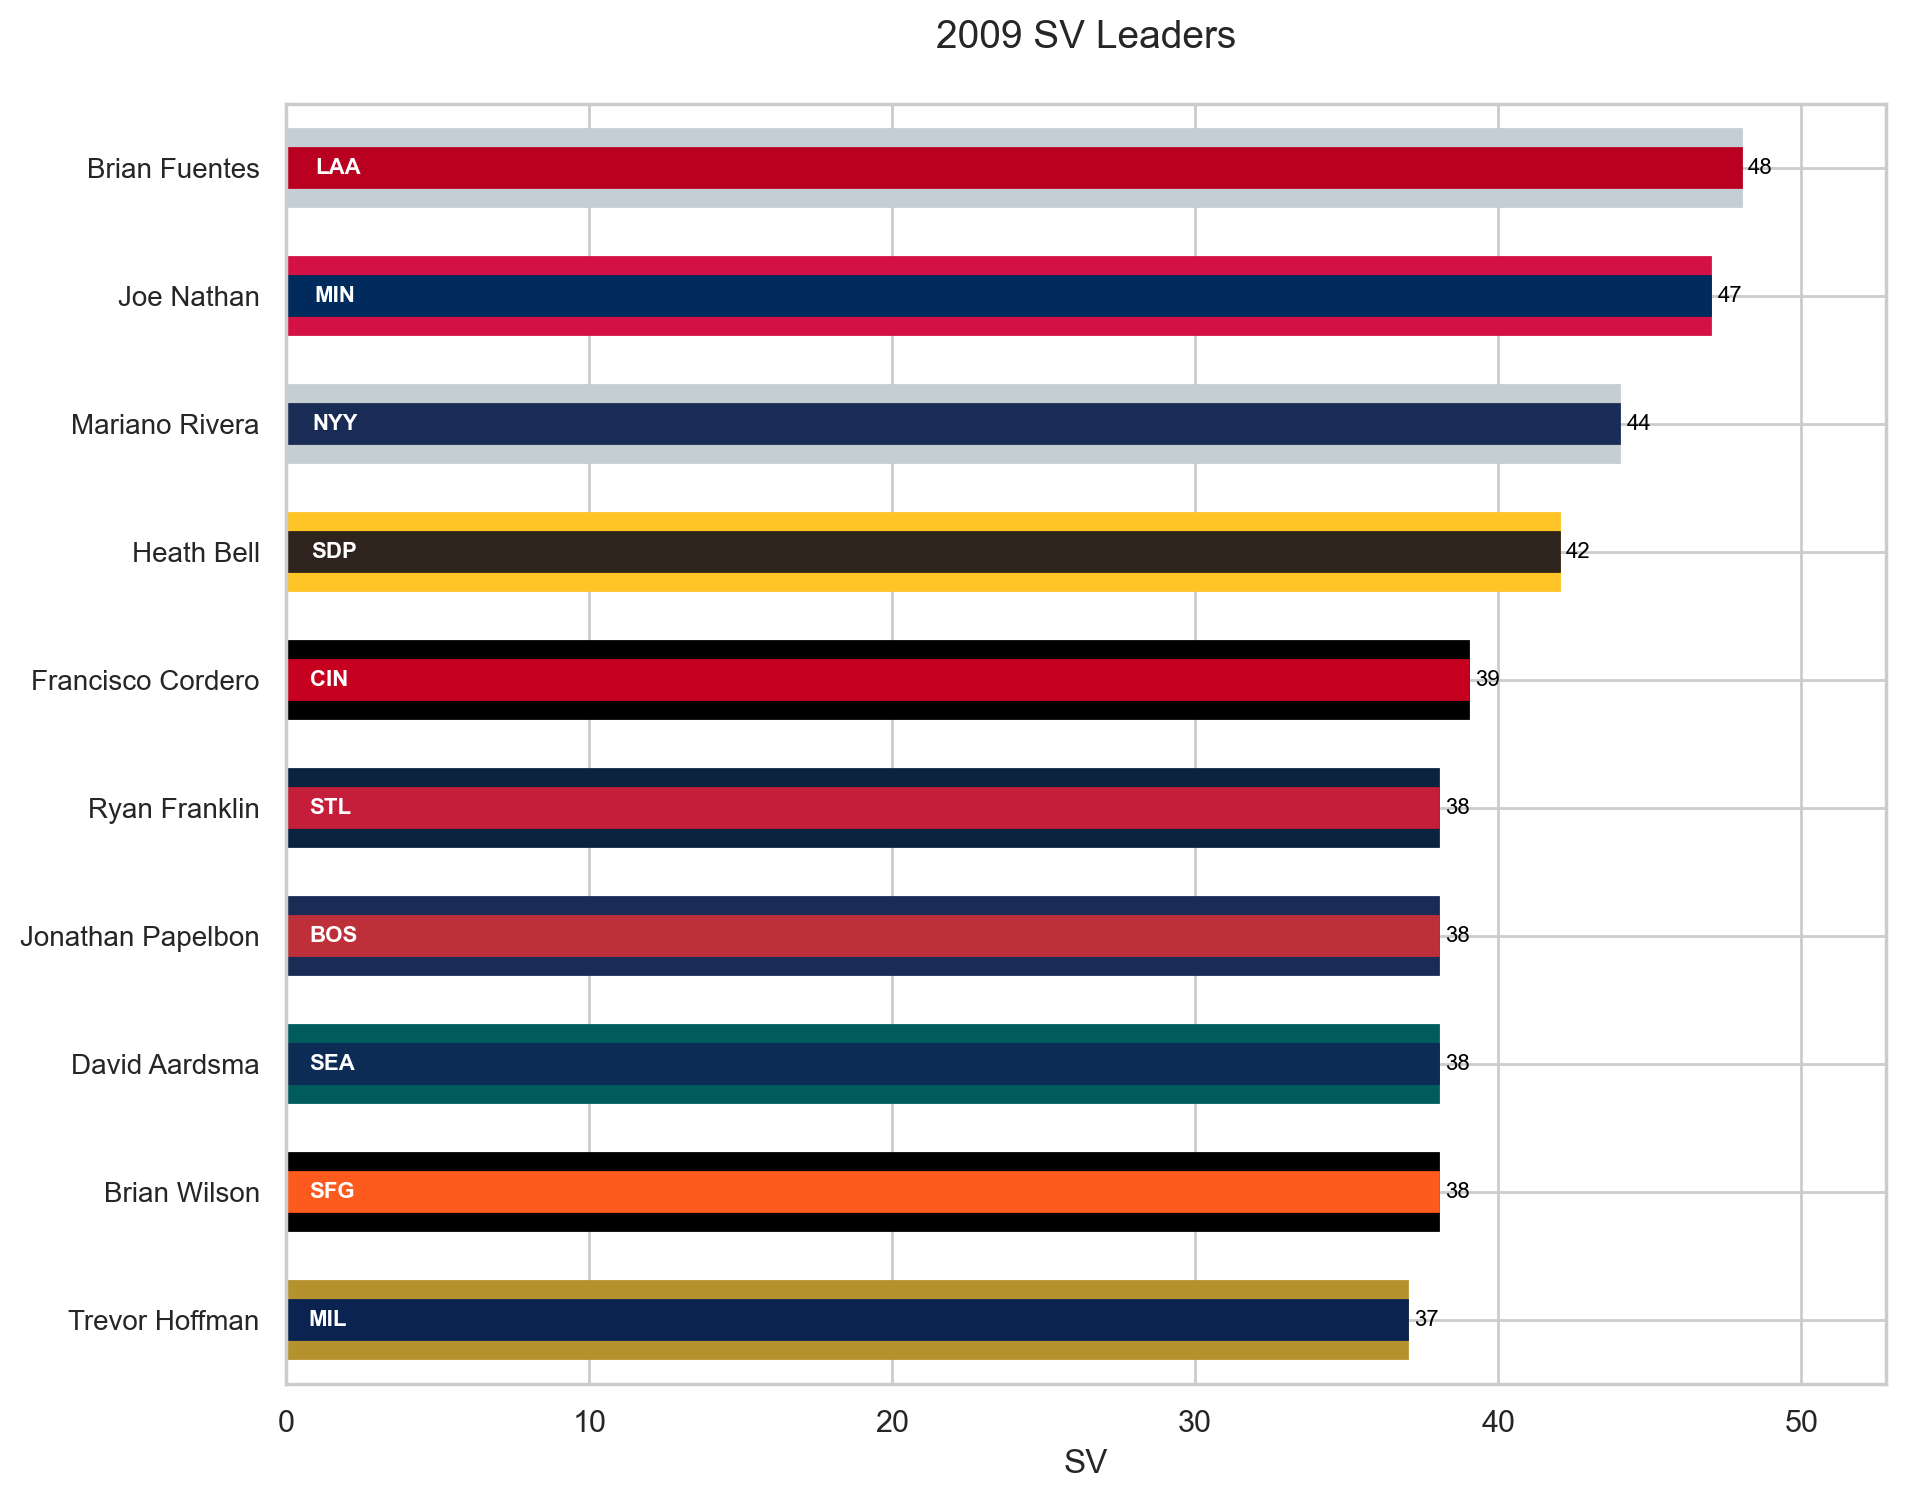 2009 SV Leaders
Brian Fuentes LAA 48
Joe Nathan MIN 47
Mariano Rivera NYY 44
Heath Bell SDP 42
Francisco Cordero CIN 39
Ryan Franklin STL 38
Jonathan Papelbon BOS 38
David Aardsma SEA 38
Brian Wilson SFG 38
Trevor Hoffman MIL 37
0 10 20 30 40 50
SV